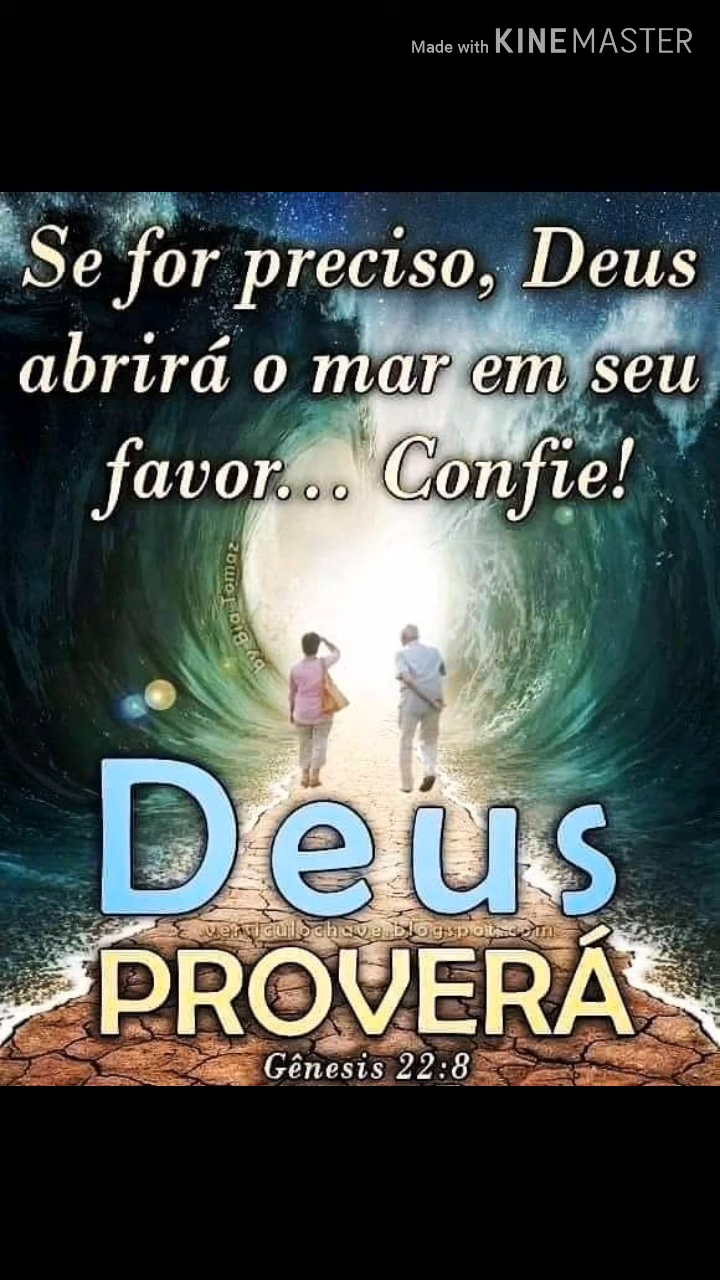 Made with KINEMASTER
Se for preciso, Deus
abrirá o mar em seu
favor... Confie!
by Bia Tomaz
Deus
versiculochave.blogspot.com
PROVERÁ
Gênesis 22:8